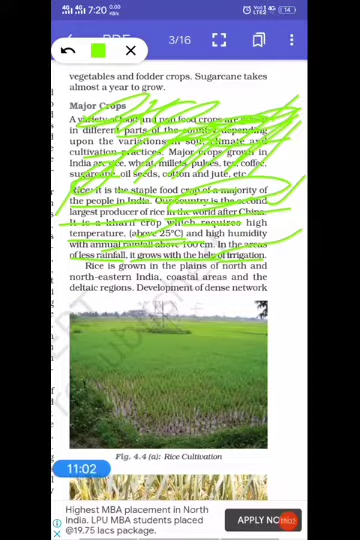 7:20
0.00
KB/s
14
3/16
vegetables and fodder crops. Sugarcane takes
almost a year to grow.
Major Crops
A variety of food and non food crops are
in different parts of the country depending
upon the variations in soil, climate and
cultivation practices. Major crops grown in
India are rice, wheat, millets, pulses, tea, coffee,
sugarcane, oil seeds, cotton and jute, etc.
Rice: It is the staple food crop of a majority of
the people in India. Our country is the second
largest producer of rice in the world after China.
It is a kharif crop which requires high
temperature, (above 25°C) and high humidity
with annual rainfall above 100 cm. In the areas
of less rainfall, it grows with the help of irrigation.
Rice is grown in the plains of north and
north-eastern India, coastal areas and
the deltaic regions. Development of dense network
Fig. 4.4 (a): Rice Cultivation
11:02
Highest MBA placement in North
India. LPU MBA students placed
@19.75 lacs package.
APPLY NO